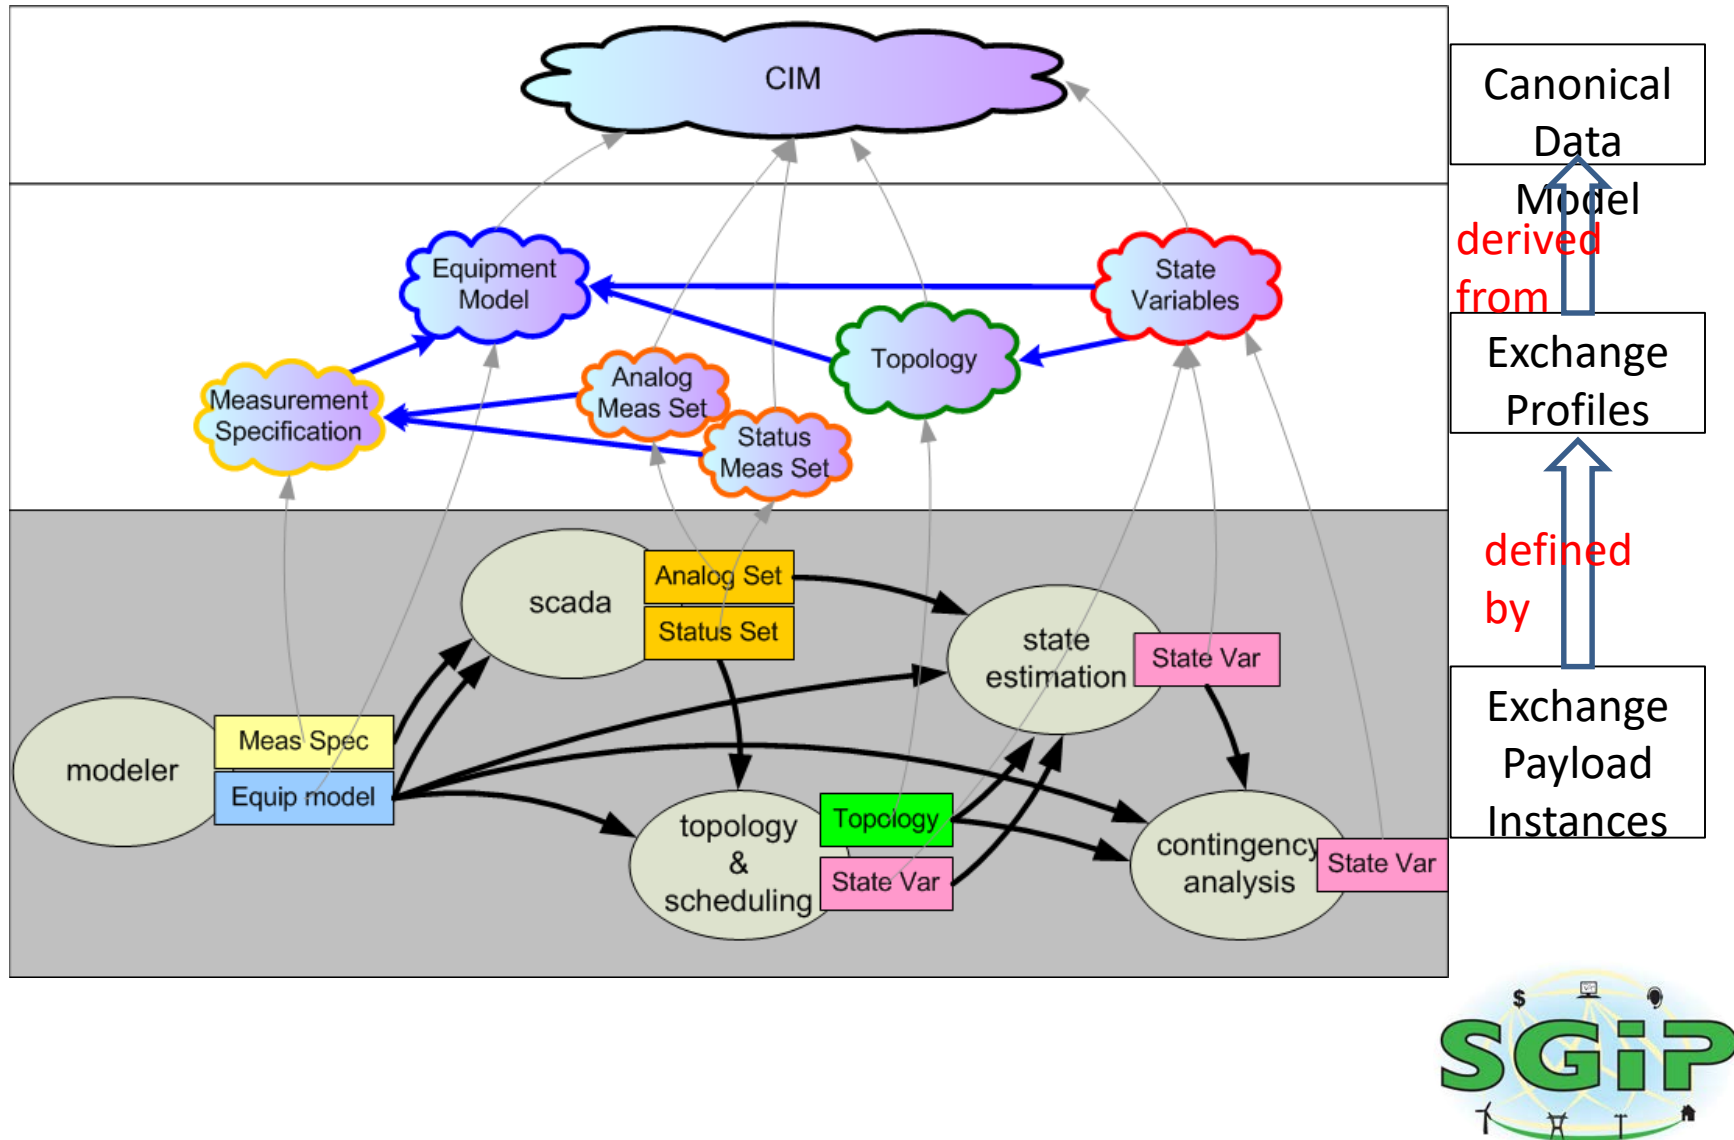 CIM
Canonical
Data
Model
derived
from
Equipment
Model
State
Variables
Topology
Analog
Meas Set
Measurement
Specification
Status
Meas Set
Exchange
Profiles
defined
by
scada
Analog Set
Status Set
state
estimation
State Var
modeler
Meas Spec
Equip model
topology
&
scheduling
Topology
State Var
contingency
analysis
State Var
Exchange
Payload
Instances
$
SGiP